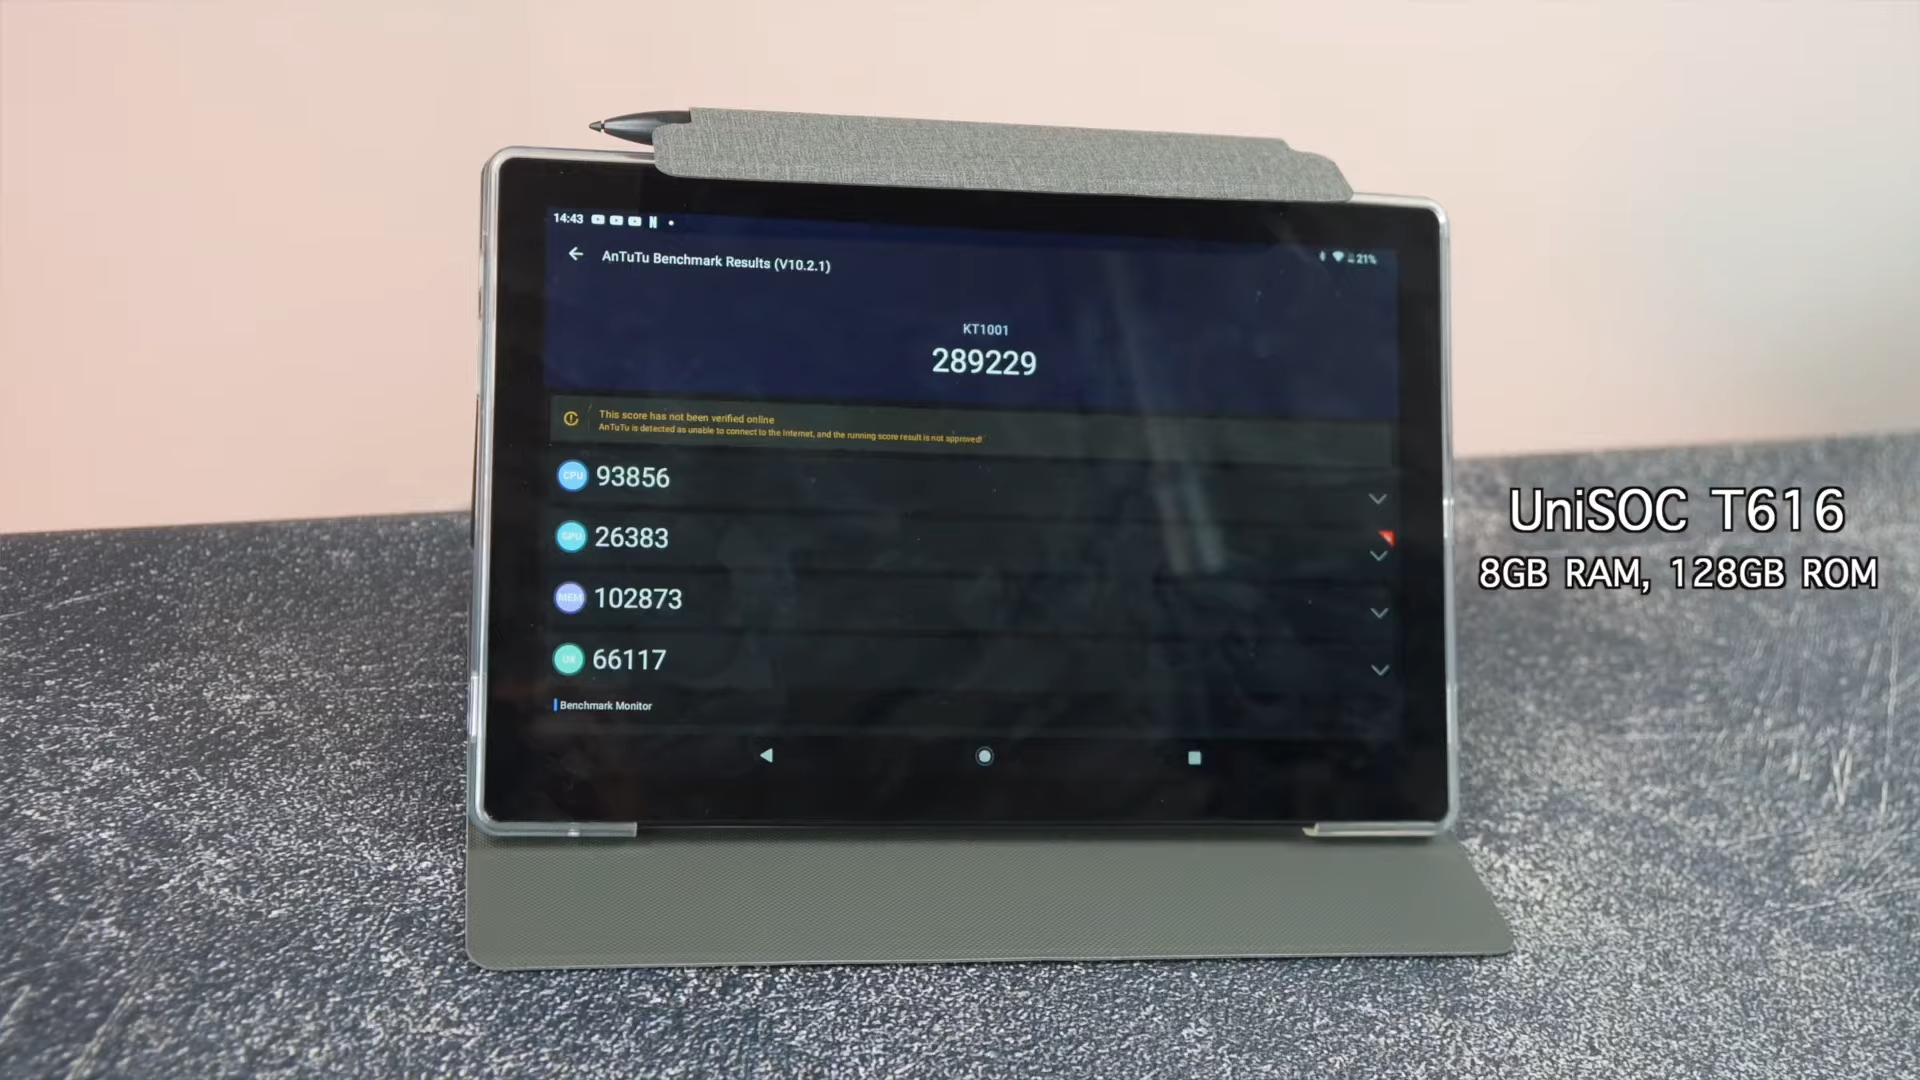 14:43
21%
AnTuTu Benchmark Results (V10.2.1)
KT1001
289229
This score has not been verified online
AnTuTu is detected as unable to connect to the Internet, and the running score result is not approved!
CPU 93856
GPU 26383
MEM 102873
UX 66117
Benchmark Monitor
UniSOC T616
8GB RAM, 128GB ROM